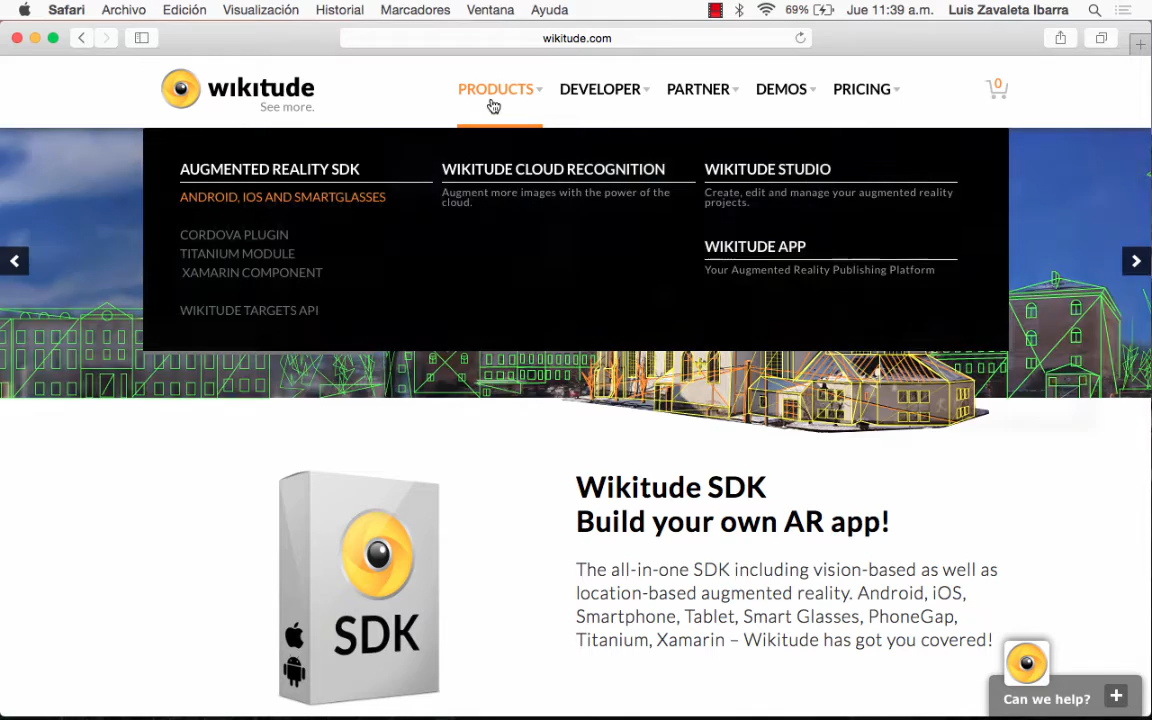 Safari Archivo Edición Visualización Historial Marcadores Ventana Ayuda 69% Jue 11:39 a.m. Luis Zavaleta Ibarra
wikitude.com
wikitude
See more.
PRODUCTS DEVELOPER PARTNER DEMOS PRICING 0
AUGMENTED REALITY SDK
ANDROID, IOS AND SMARTGLASSES
CORDOVA PLUGIN
TITANIUM MODULE
XAMARIN COMPONENT
WIKITUDE TARGETS API
WIKITUDE CLOUD RECOGNITION
Augment more images with the power of the
cloud.
WIKITUDE STUDIO
Create, edit and manage your augmented reality
projects.
WIKITUDE APP
Your Augmented Reality Publishing Platform
SDK
Wikitude SDK
Build your own AR app!
The all-in-one SDK including vision-based as well as
location-based augmented reality. Android, iOS,
Smartphone, Tablet, Smart Glasses, PhoneGap,
Titanium, Xamarin – Wikitude has got you covered!
Can we help?